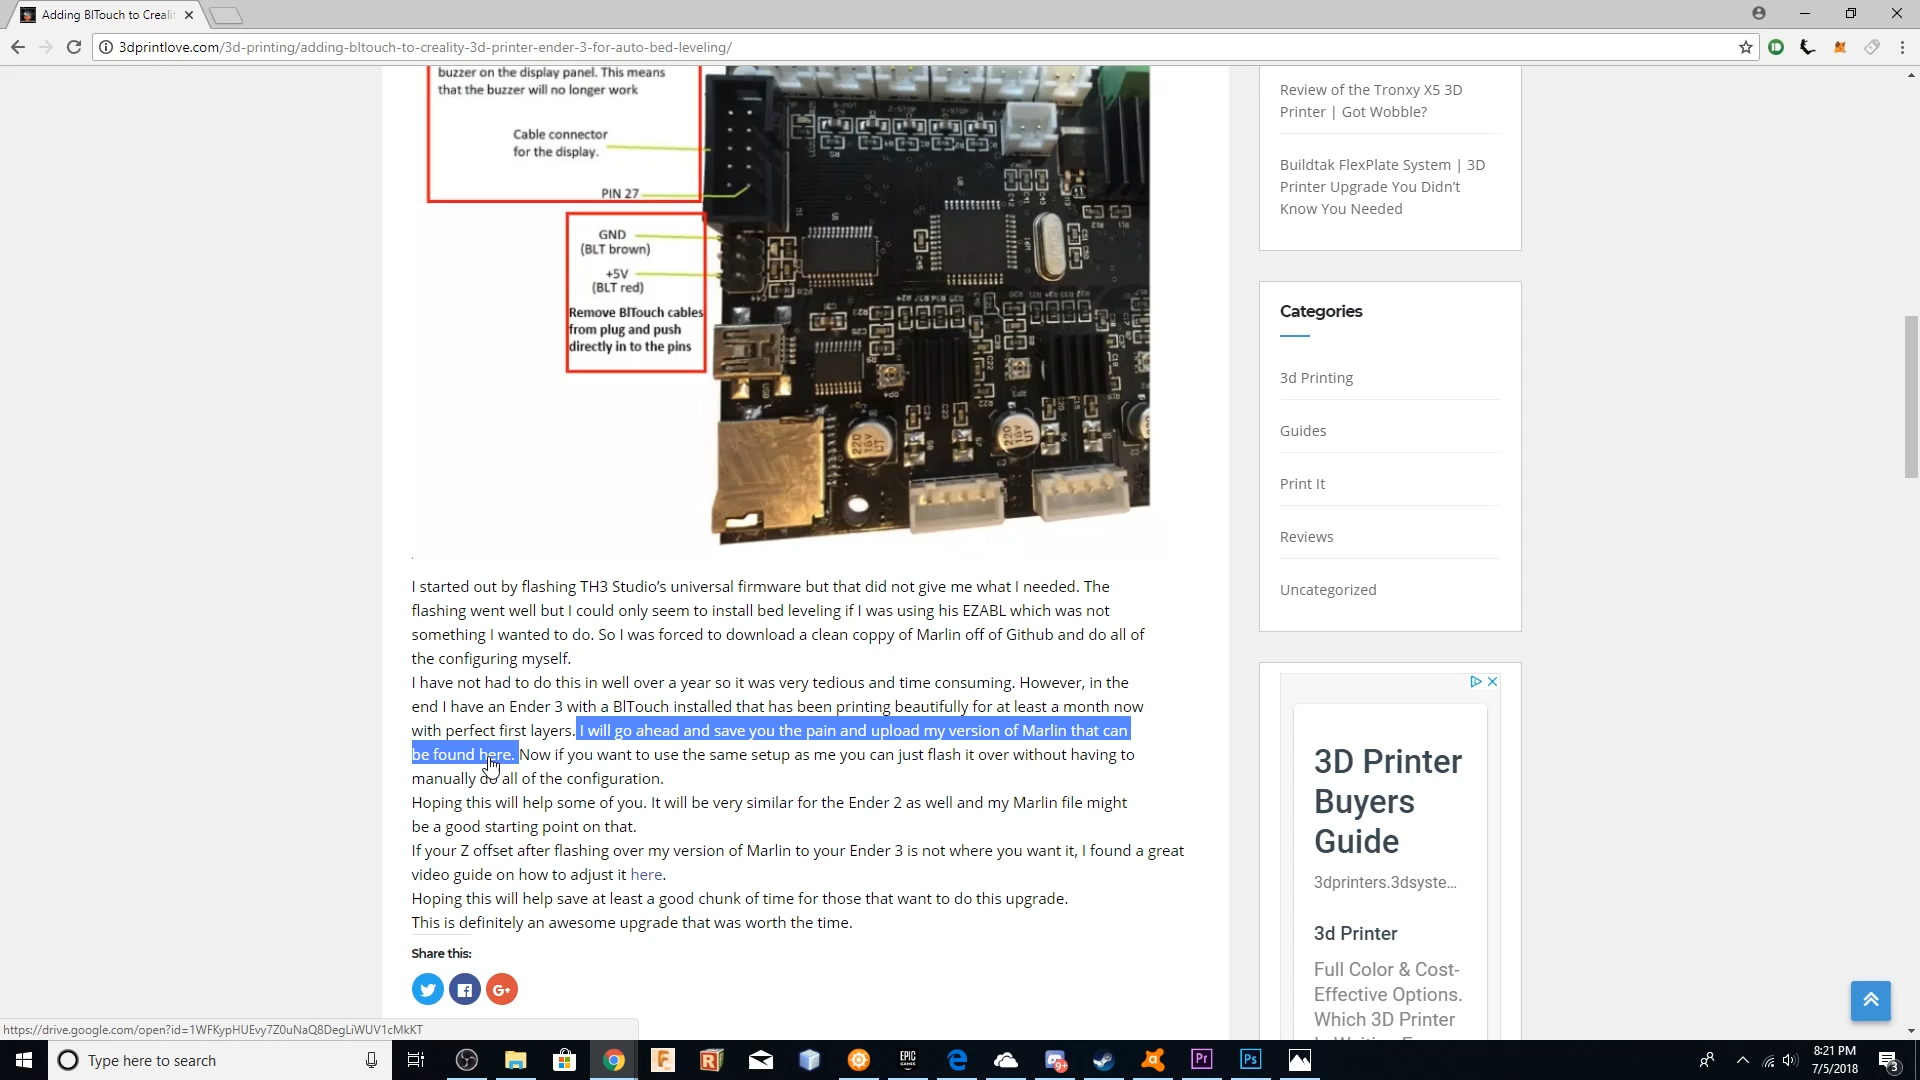 Adding BlTouch to Creali
3dprintlove.com/3d-printing/adding-bltouch-to-creality-3d-printer-ender-3-for-auto-bed-leveling/
buzzer on the display panel. This means
that the buzzer will no longer work
Cable connector
for the display.
PIN 27
GND
(BLT brown)
+5V
(BLT red)
Remove BlTouch cables
from plug and push
directly in to the pins
USB
220
16V
UT
220
16V
UT
I started out by flashing TH3 Studio’s universal firmware but that did not give me what I needed. The
flashing went well but I could only seem to install bed leveling if I was using his EZABL which was not
something I wanted to do. So I was forced to download a clean coppy of Marlin off of Github and do all of
the configuring myself.
I have not had to do this in well over a year so it was very tedious and time consuming. However, in the
end I have an Ender 3 with a BlTouch installed that has been printing beautifully for at least a month now
with perfect first layers. I will go ahead and save you the pain and upload my version of Marlin that can
be found here. Now if you want to use the same setup as me you can just flash it over without having to
manually do all of the configuration.
Hoping this will help some of you. It will be very similar for the Ender 2 as well and my Marlin file might
be a good starting point on that.
If your Z offset after flashing over my version of Marlin to your Ender 3 is not where you want it, I found a great
video guide on how to adjust it here.
Hoping this will help save at least a good chunk of time for those that want to do this upgrade.
This is definitely an awesome upgrade that was worth the time.
Share this:
G+
Review of the Tronxy X5 3D
Printer | Got Wobble?
Buildtak FlexPlate System | 3D
Printer Upgrade You Didn’t
Know You Needed
Categories
3d Printing
Guides
Print It
Reviews
Uncategorized
3D Printer
Buyers
Guide
3dprinters.3dsyste...
3d Printer
Full Color & Cost-
Effective Options.
Which 3D Printer
https://drive.google.com/open?id=1WFKypHUEvy7Z0uNaQ8DegLiWUV1cMkKT
Type here to search
EPIC
GAMES
9+
Pr
Ps
8:21 PM
7/5/2018
3